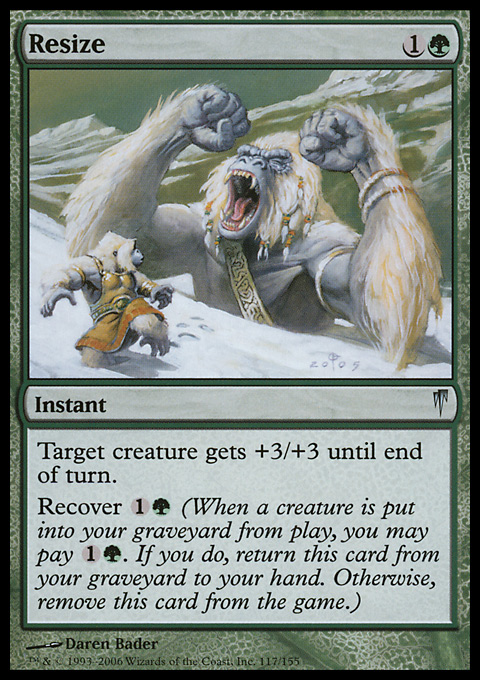 Resize 1
2005
Instant
Target creature gets +3/+3 until end
of turn.
Recover 1 (When a creature is put
into your graveyard from play, you may
pay 1 . If you do, return this card from
your graveyard to your hand. Otherwise,
remove this card from the game.)
Daren Bader
™ & © 1993–2006 Wizards of the Coast, Inc. 117/155